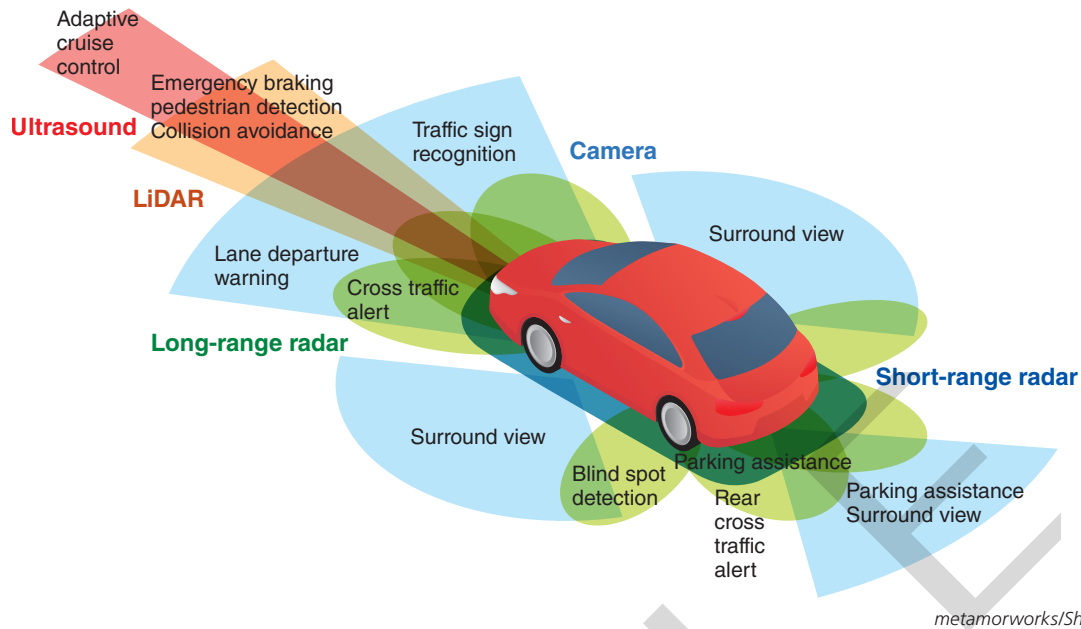 Adaptive
cruise
control
Emergency braking
pedestrian detection
Collision avoidance
Ultrasound
LiDAR
Traffic sign
recognition
Camera
Surround view
Lane departure
warning
Cross traffic
alert
Long-range radar
Short-range radar
Surround view
Blind spot
detection
Parking assistance
Rear
cross
traffic
alert
Parking assistance
Surround view
metamorworks/Sh